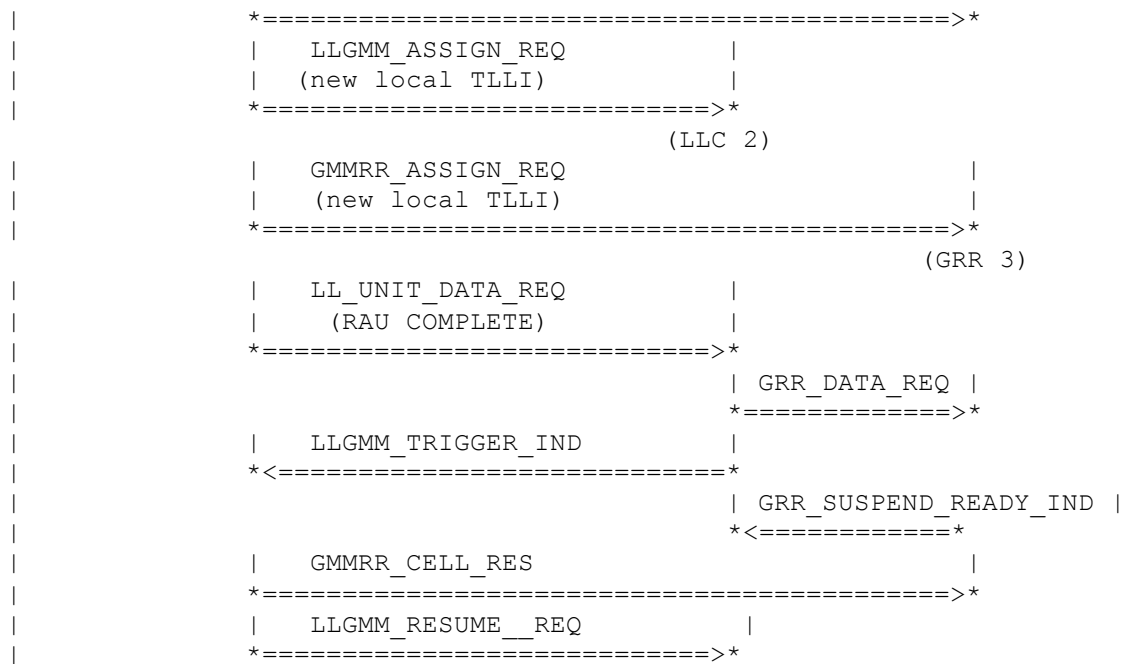 |              *===========================================>*
|              |   LLGMM_ASSIGN_REQ          |
|              |  (new local TLLI)           |
|              *============================>*
                                         (LLC 2)
|              |   GMMRR_ASSIGN_REQ                         |
|              |   (new local TLLI)                         |
|              *===========================================>*
                                                         (GRR 3)
|              |   LL_UNIT_DATA_REQ          |
|              |    (RAU COMPLETE)           |
|              *============================>*
|                                            | GRR_DATA_REQ |
|                                            *=============>*
|              |   LLGMM_TRIGGER_IND         |
|              *<============================*
|                                            | GRR_SUSPEND_READY_IND |
|                                            *<============*
|              |   GMMRR_CELL_RES                           |
|              *===========================================>*
|              |   LLGMM_RESUME__REQ          |
|              *============================>*